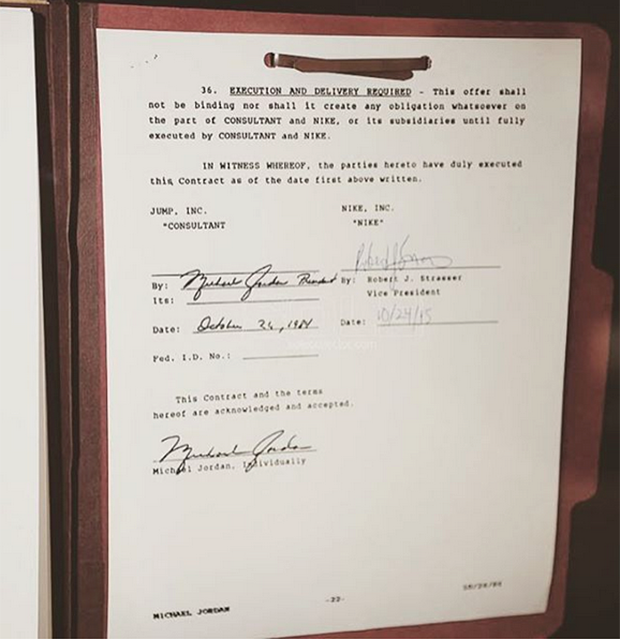 36. EXECUTION AND DELIVERY REQUIRED - This offer shall
not be binding nor shall it create any obligation whatsoever on
the part of CONSULTANT and NIKE, or its subsidiaries until fully
executed by CONSULTANT and NIKE.
IN WITNESS WHEREOF, the parties hereto have duly executed
this Contract as of the date first above written.
JUMP, INC.
"CONSULTANT
NIKE, INC.
"NIKE"
By: Michael Jordan President
Its:
Date: October 26, 1984
Fed. I.D. No.:
By: Robert J. Strasser
Vice President
Date: 10/24/
This Contract and the terms
hereof are acknowledged and accepted.
Michael Jordan
Michael Jordan, Individually
-22-
MICHAEL JORDAN